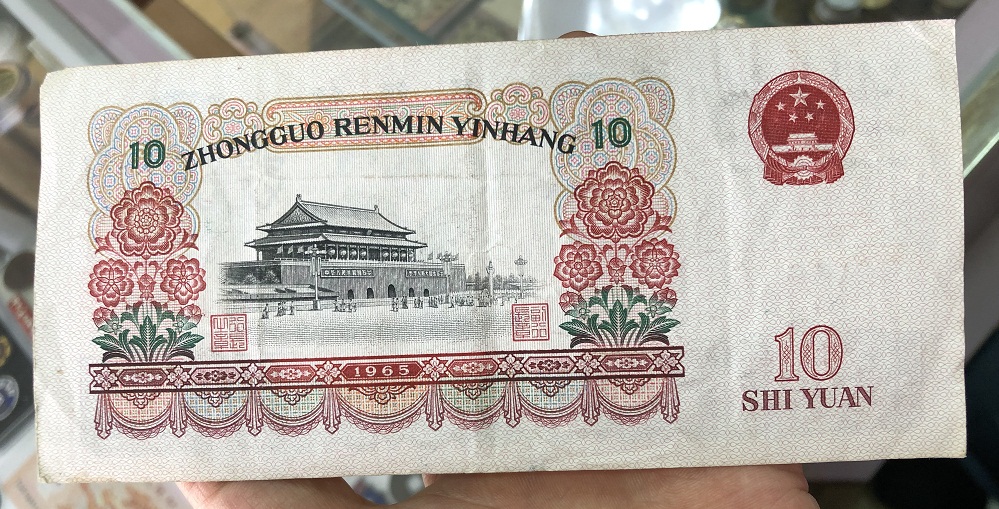 10 ZHONGGUO RENMIN YINHANG 10
1965
10
SHI YUAN